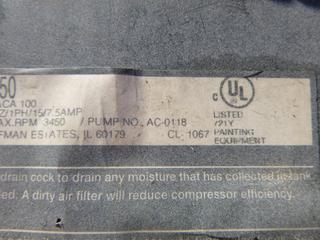 50
ACA 100
Z/1PH/15/7.5AMP
AX.RPM 3450 / PUMP NO. AC-0118
FMAN ESTATES, IL 60179 CL. 1067
C UL
LISTED
721Y
PAINTING
EQUIPMENT
drain cock to drain any moisture that has collected in tank
. A dirty air filter will reduce compressor efficiency.